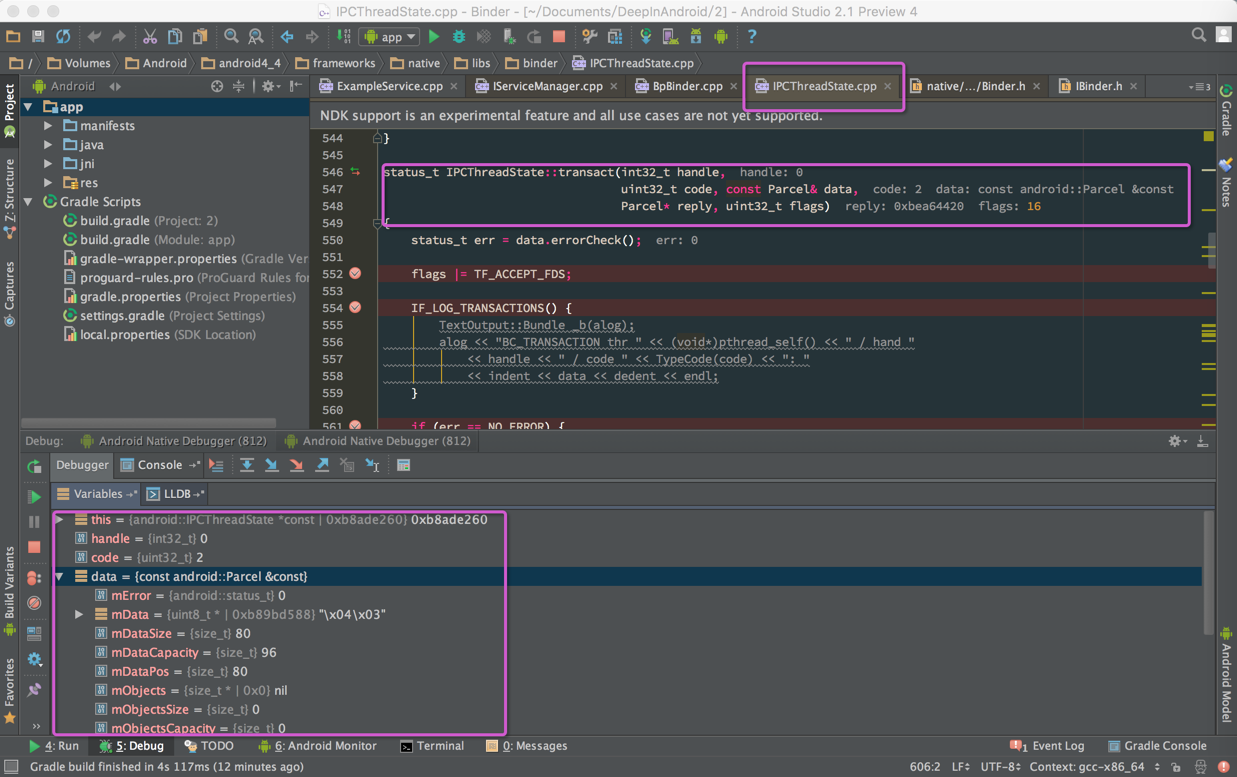 IPCThreadState.cpp - Binder - [~/Documents/DeepInAndroid/2] - Android Studio 2.1 Preview 4
app
/ Volumes Android android4_4 frameworks native libs binder IPCThreadState.cpp
Android
ExampleService.cpp IServiceManager.cpp BpBinder.cpp IPCThreadState.cpp native/.../Binder.h IBinder.h
NDK support is an experimental feature and all use cases are not yet supported.
Project
Z: Structure
Captures
Build Variants
Favorites
app
manifests
java
jni
res
Gradle Scripts
build.gradle (Project: 2)
build.gradle (Module: app)
gradle-wrapper.properties (Gradle Ver
proguard-rules.pro (ProGuard Rules for
gradle.properties (Project Properties)
settings.gradle (Project Settings)
local.properties (SDK Location)
544 }
545
546 status_t IPCThreadState::transact(int32_t handle, handle: 0
547 uint32_t code, const Parcel& data, code: 2 data: const android::Parcel &const
548 Parcel* reply, uint32_t flags) reply: 0xbea64420 flags: 16
549 {
550 status_t err = data.errorCheck(); err: 0
551
552 flags |= TF_ACCEPT_FDS;
553
554 IF_LOG_TRANSACTIONS() {
555 TextOutput::Bundle _b(alog);
556 alog << "BC_TRANSACTION thr " << (void*)pthread_self() << " / hand "
557 << handle << " / code " << TypeCode(code) << ": "
558 << indent << data << dedent << endl;
559 }
560
561 if (err == NO_ERROR) {
Gradle
Notes
Android Model
Debug: Android Native Debugger (812) Android Native Debugger (812)
Debugger Console
Variables LLDB
this = {android::IPCThreadState *const | 0xb8ade260} 0xb8ade260
handle = {int32_t} 0
code = {uint32_t} 2
data = {const android::Parcel &const}
mError = {android::status_t} 0
mData = {uint8_t * | 0xb89bd588} "\x04\x03"
mDataSize = {size_t} 80
mDataCapacity = {size_t} 96
mDataPos = {size_t} 80
mObjects = {size_t * | 0x0} nil
mObjectsSize = {size_t} 0
mObjectsCapacity = {size_t} 0
4: Run 5: Debug TODO 6: Android Monitor Terminal 0: Messages 1 Event Log Gradle Console
Gradle build finished in 4s 117ms (12 minutes ago) 606:2 LF UTF-8 Context: gcc-x86_64